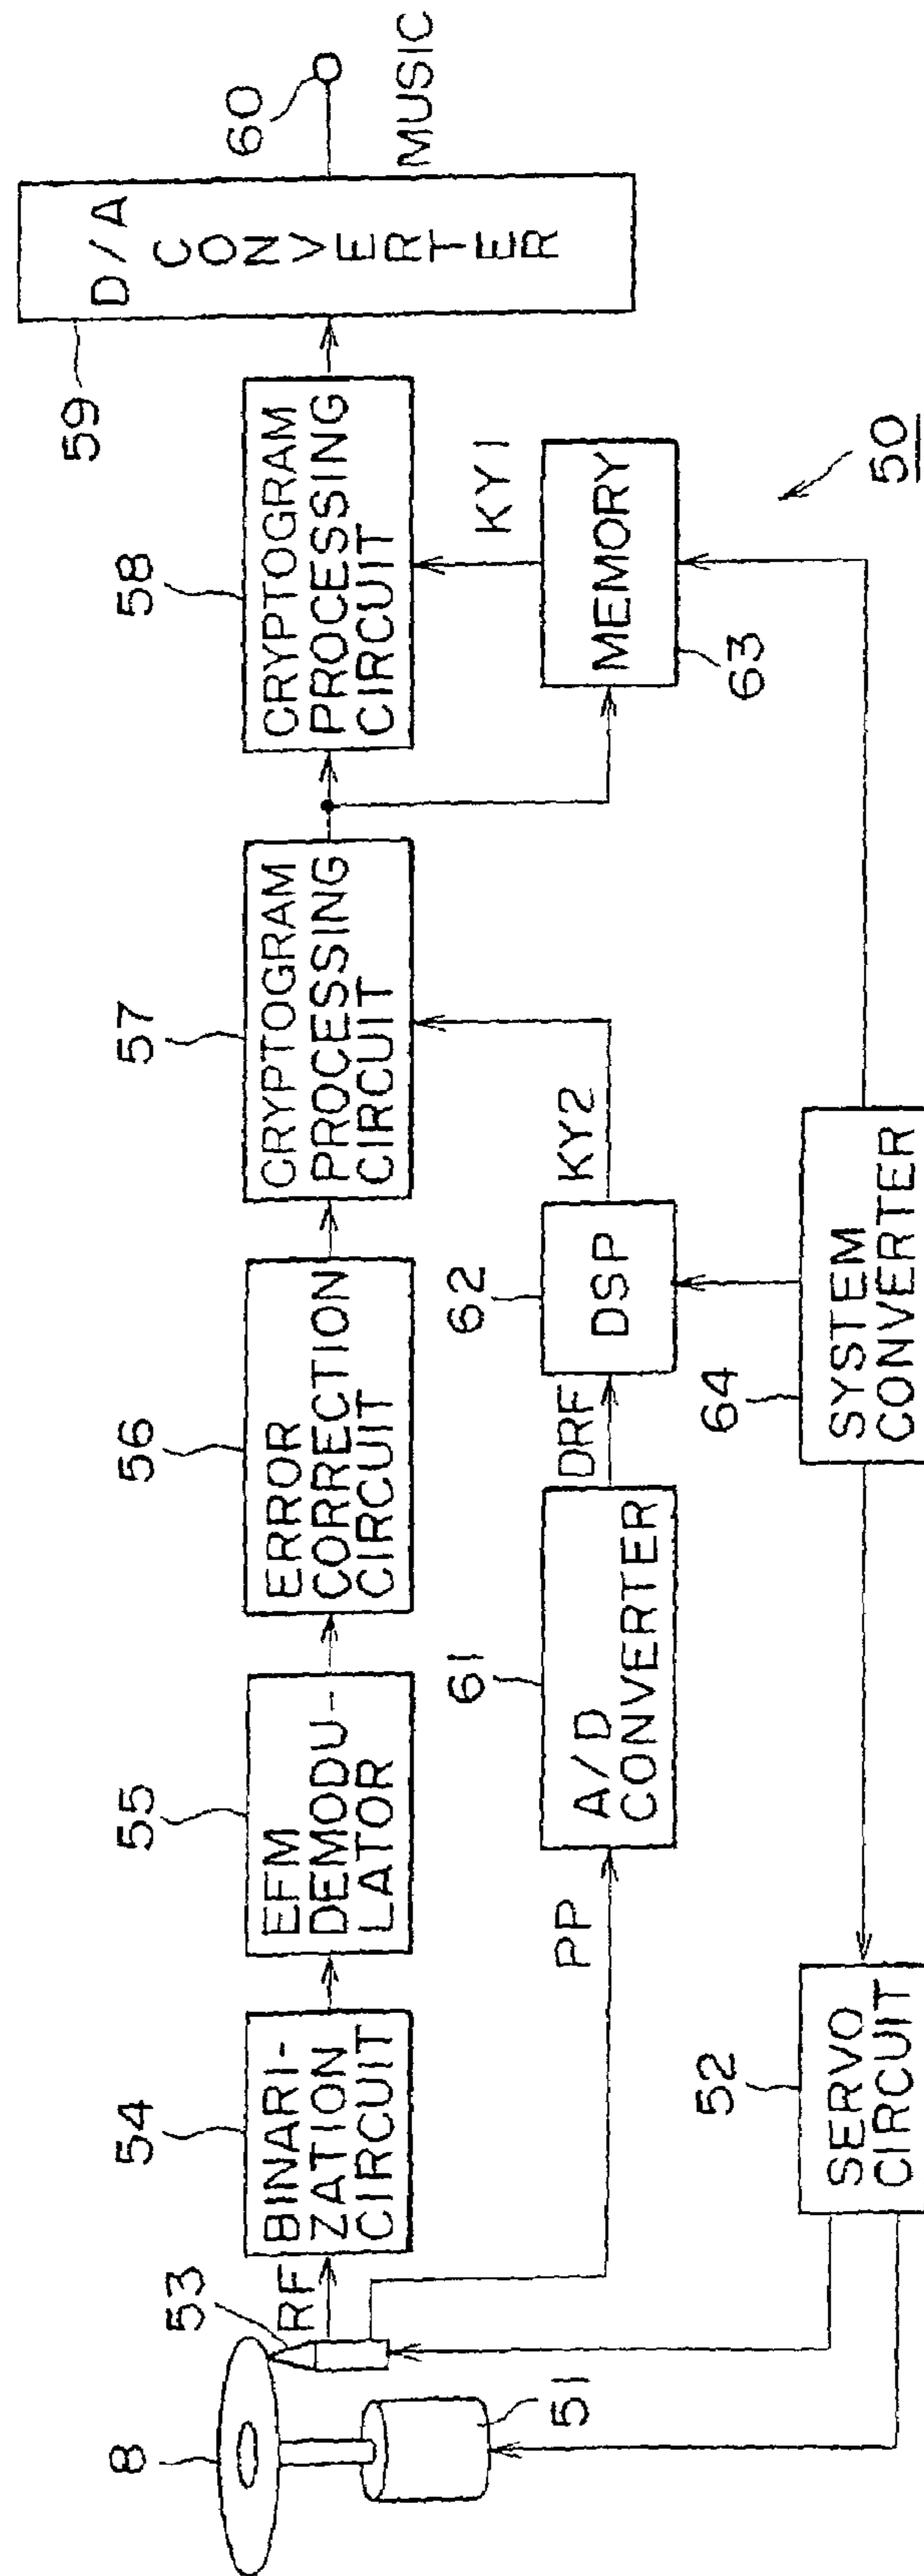 8
53
RF
54
BINARI-
ZATION
CIRCUIT
55
EFM
DEMODU-
LATOR
56
ERROR
CORRECTION
CIRCUIT
57
CRYPTOGRAM
PROCESSING
CIRCUIT
58
CRYPTOGRAM
PROCESSING
CIRCUIT
59
D/A
CONVERTER
60
MUSIC
51
PP
61
A/D
CONVERTER
DRF
62
DSP
KY2
KY1
MEMORY
63
50
52
SERVO
CIRCUIT
64
SYSTEM
CONVERTER